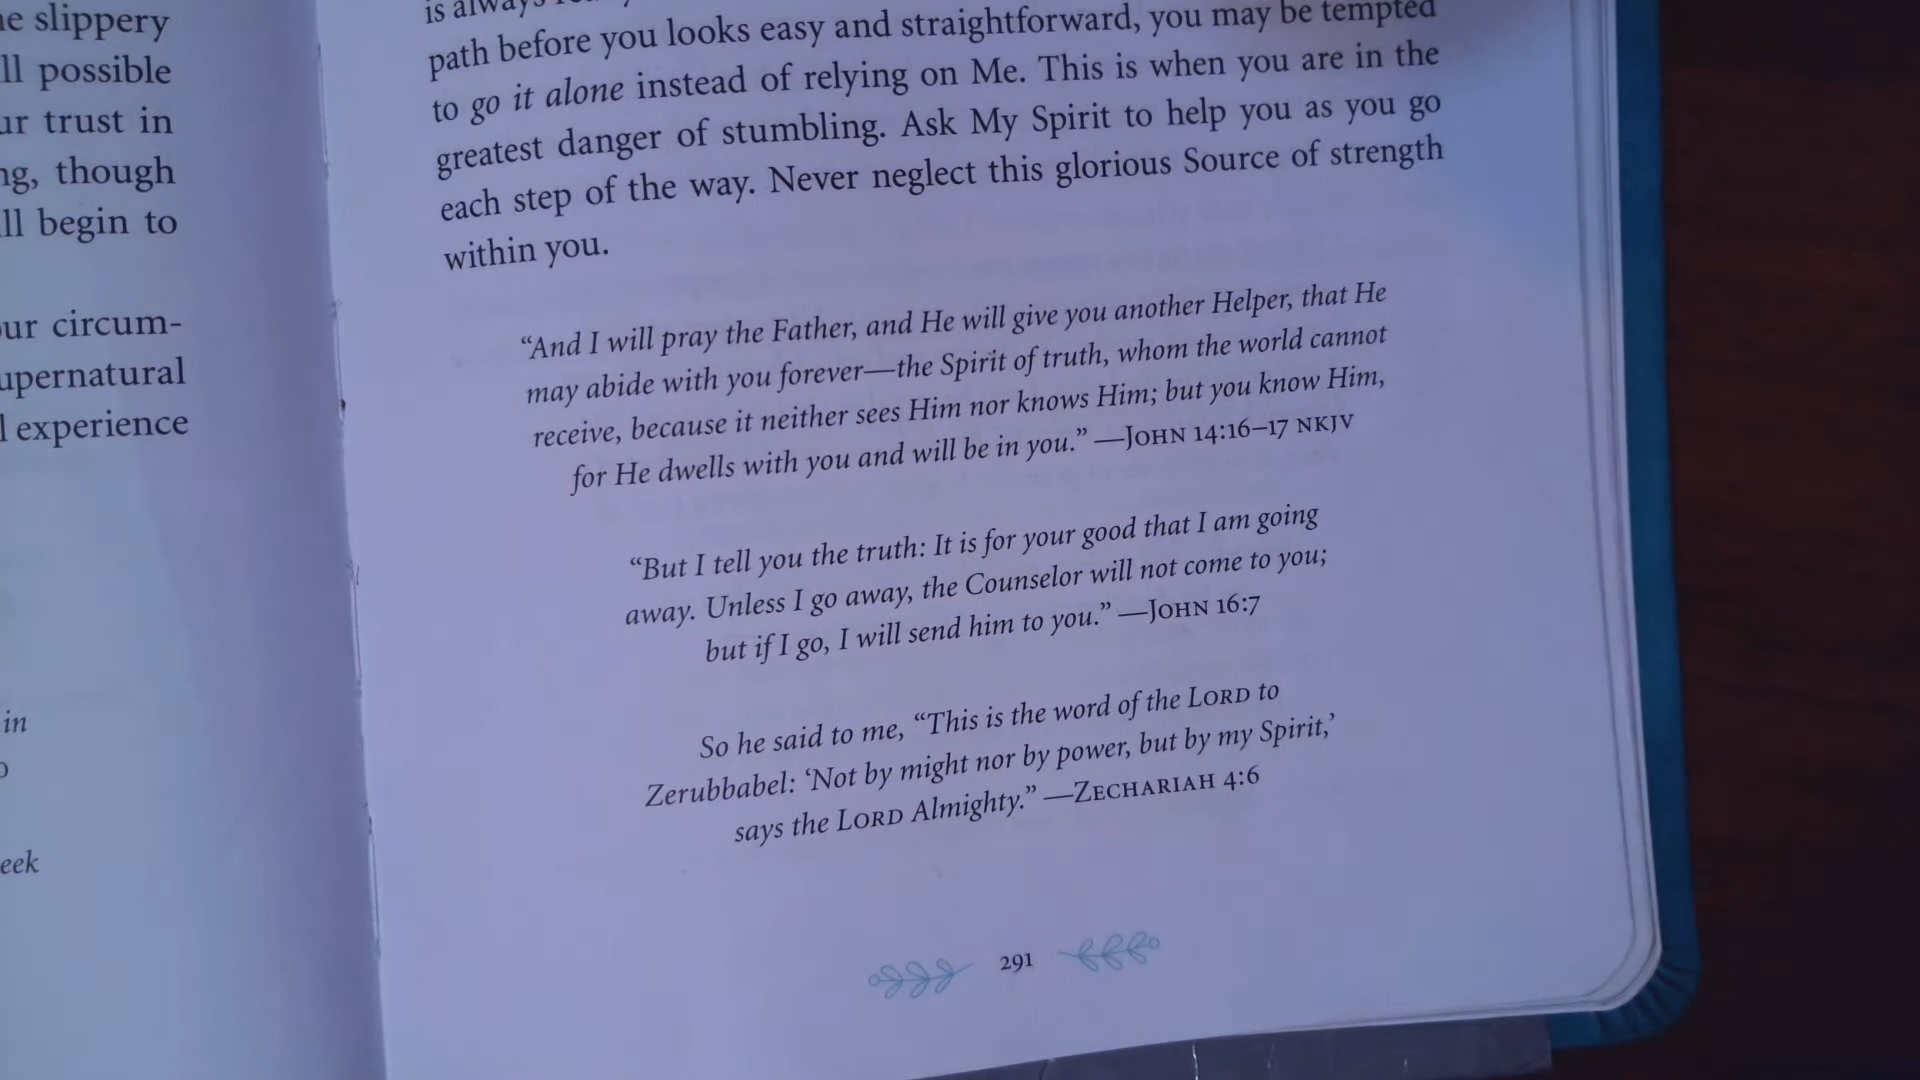 e slippery
ll possible
ur trust in
ng, though
ll begin to
our circum-
upernatural
l experience
in
eek
is always
path before you looks easy and straightforward, you may be tempted
to go it alone instead of relying on Me. This is when you are in the
greatest danger of stumbling. Ask My Spirit to help you as you go
each step of the way. Never neglect this glorious Source of strength
within you.
“And I will pray the Father, and He will give you another Helper, that He
may abide with you forever—the Spirit of truth, whom the world cannot
receive, because it neither sees Him nor knows Him; but you know Him,
for He dwells with you and will be in you.” —John 14:16–17 NKJV
“But I tell you the truth: It is for your good that I am going
away. Unless I go away, the Counselor will not come to you;
but if I go, I will send him to you.” —John 16:7
So he said to me, “This is the word of the LORD to
Zerubbabel: ‘Not by might nor by power, but by my Spirit,’
says the LORD Almighty.” —Zechariah 4:6
291